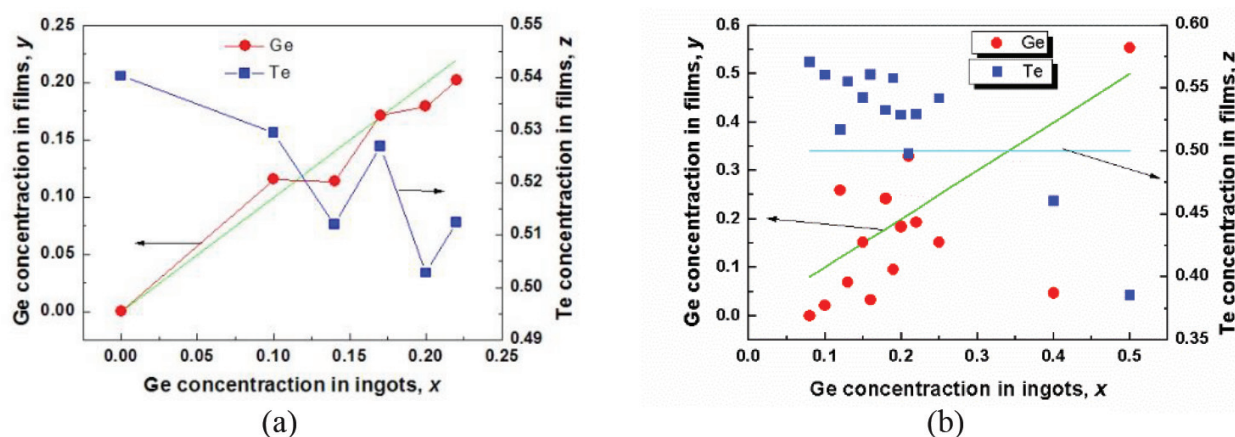 Ge concentraction in films, y
0.25
0.20
0.15
0.10
0.05
0.00
Ge
Te
0.55
0.54
0.53
0.52
0.51
0.50
0.49
Te concentraction in films, z
0.00 0.05 0.10 0.15 0.20 0.25
Ge concentraction in ingots, x
(a)
Ge concentraction in films, y
0.6
0.5
0.4
0.3
0.2
0.1
0.0
Ge
Te
0.60
0.55
0.50
0.45
0.40
0.35
Te concentraction in films, z
0.0 0.1 0.2 0.3 0.4 0.5
Ge concentraction in ingots, x
(b)